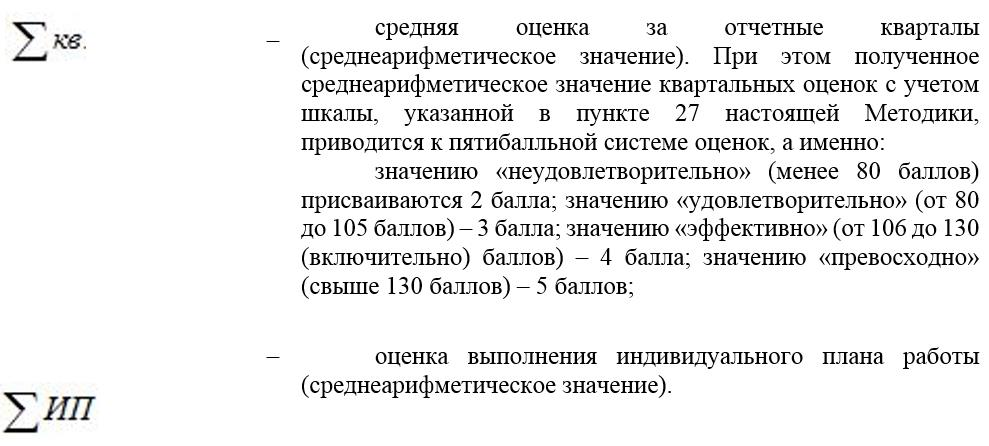 ∑ кв.
– средняя оценка за отчетные кварталы
(среднеарифметическое значение). При этом полученное
среднеарифметическое значение квартальных оценок с учетом
шкалы, указанной в пункте 27 настоящей Методики,
приводится к пятибалльной системе оценок, а именно:
значению «неудовлетворительно» (менее 80 баллов)
присваиваются 2 балла; значению «удовлетворительно» (от 80
до 105 баллов) – 3 балла; значению «эффективно» (от 106 до 130
(включительно) баллов) – 4 балла; значению «превосходно»
(свыше 130 баллов) – 5 баллов;
– оценка выполнения индивидуального плана работы
(среднеарифметическое значение).
∑ ИП